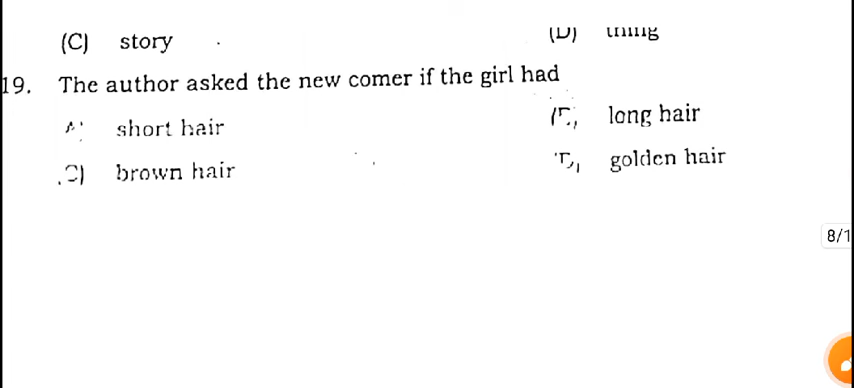 (C) story
(D)
19. The author asked the new comer if the girl had
short hair
long hair
C) brown hair
golden hair
8/1